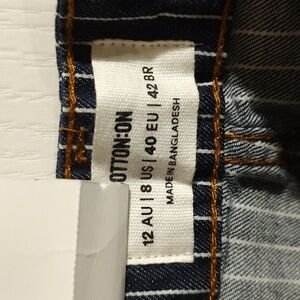 OTTON:ON
12 AU | 8 US | 40 EU | 42 BR
MADE IN BANGLADESH